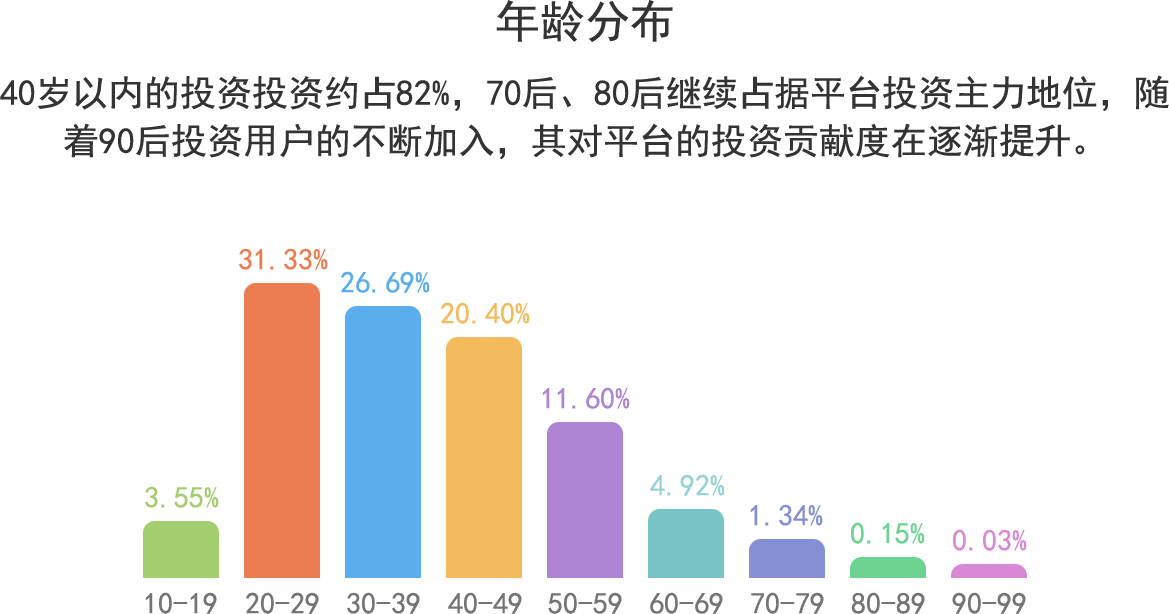 年龄分布
40岁以内的投资投资约占82%，70后、80后继续占据平台投资主力地位，随
着90后投资用户的不断加入，其对平台的投资贡献度在逐渐提升。
31.33%
26.69%
20.40%
11.60%
3.55%
4.92%
1.34%
0.15%
0.03%
10-19 20-29 30-39 40-49 50-59 60-69 70-79 80-89 90-99